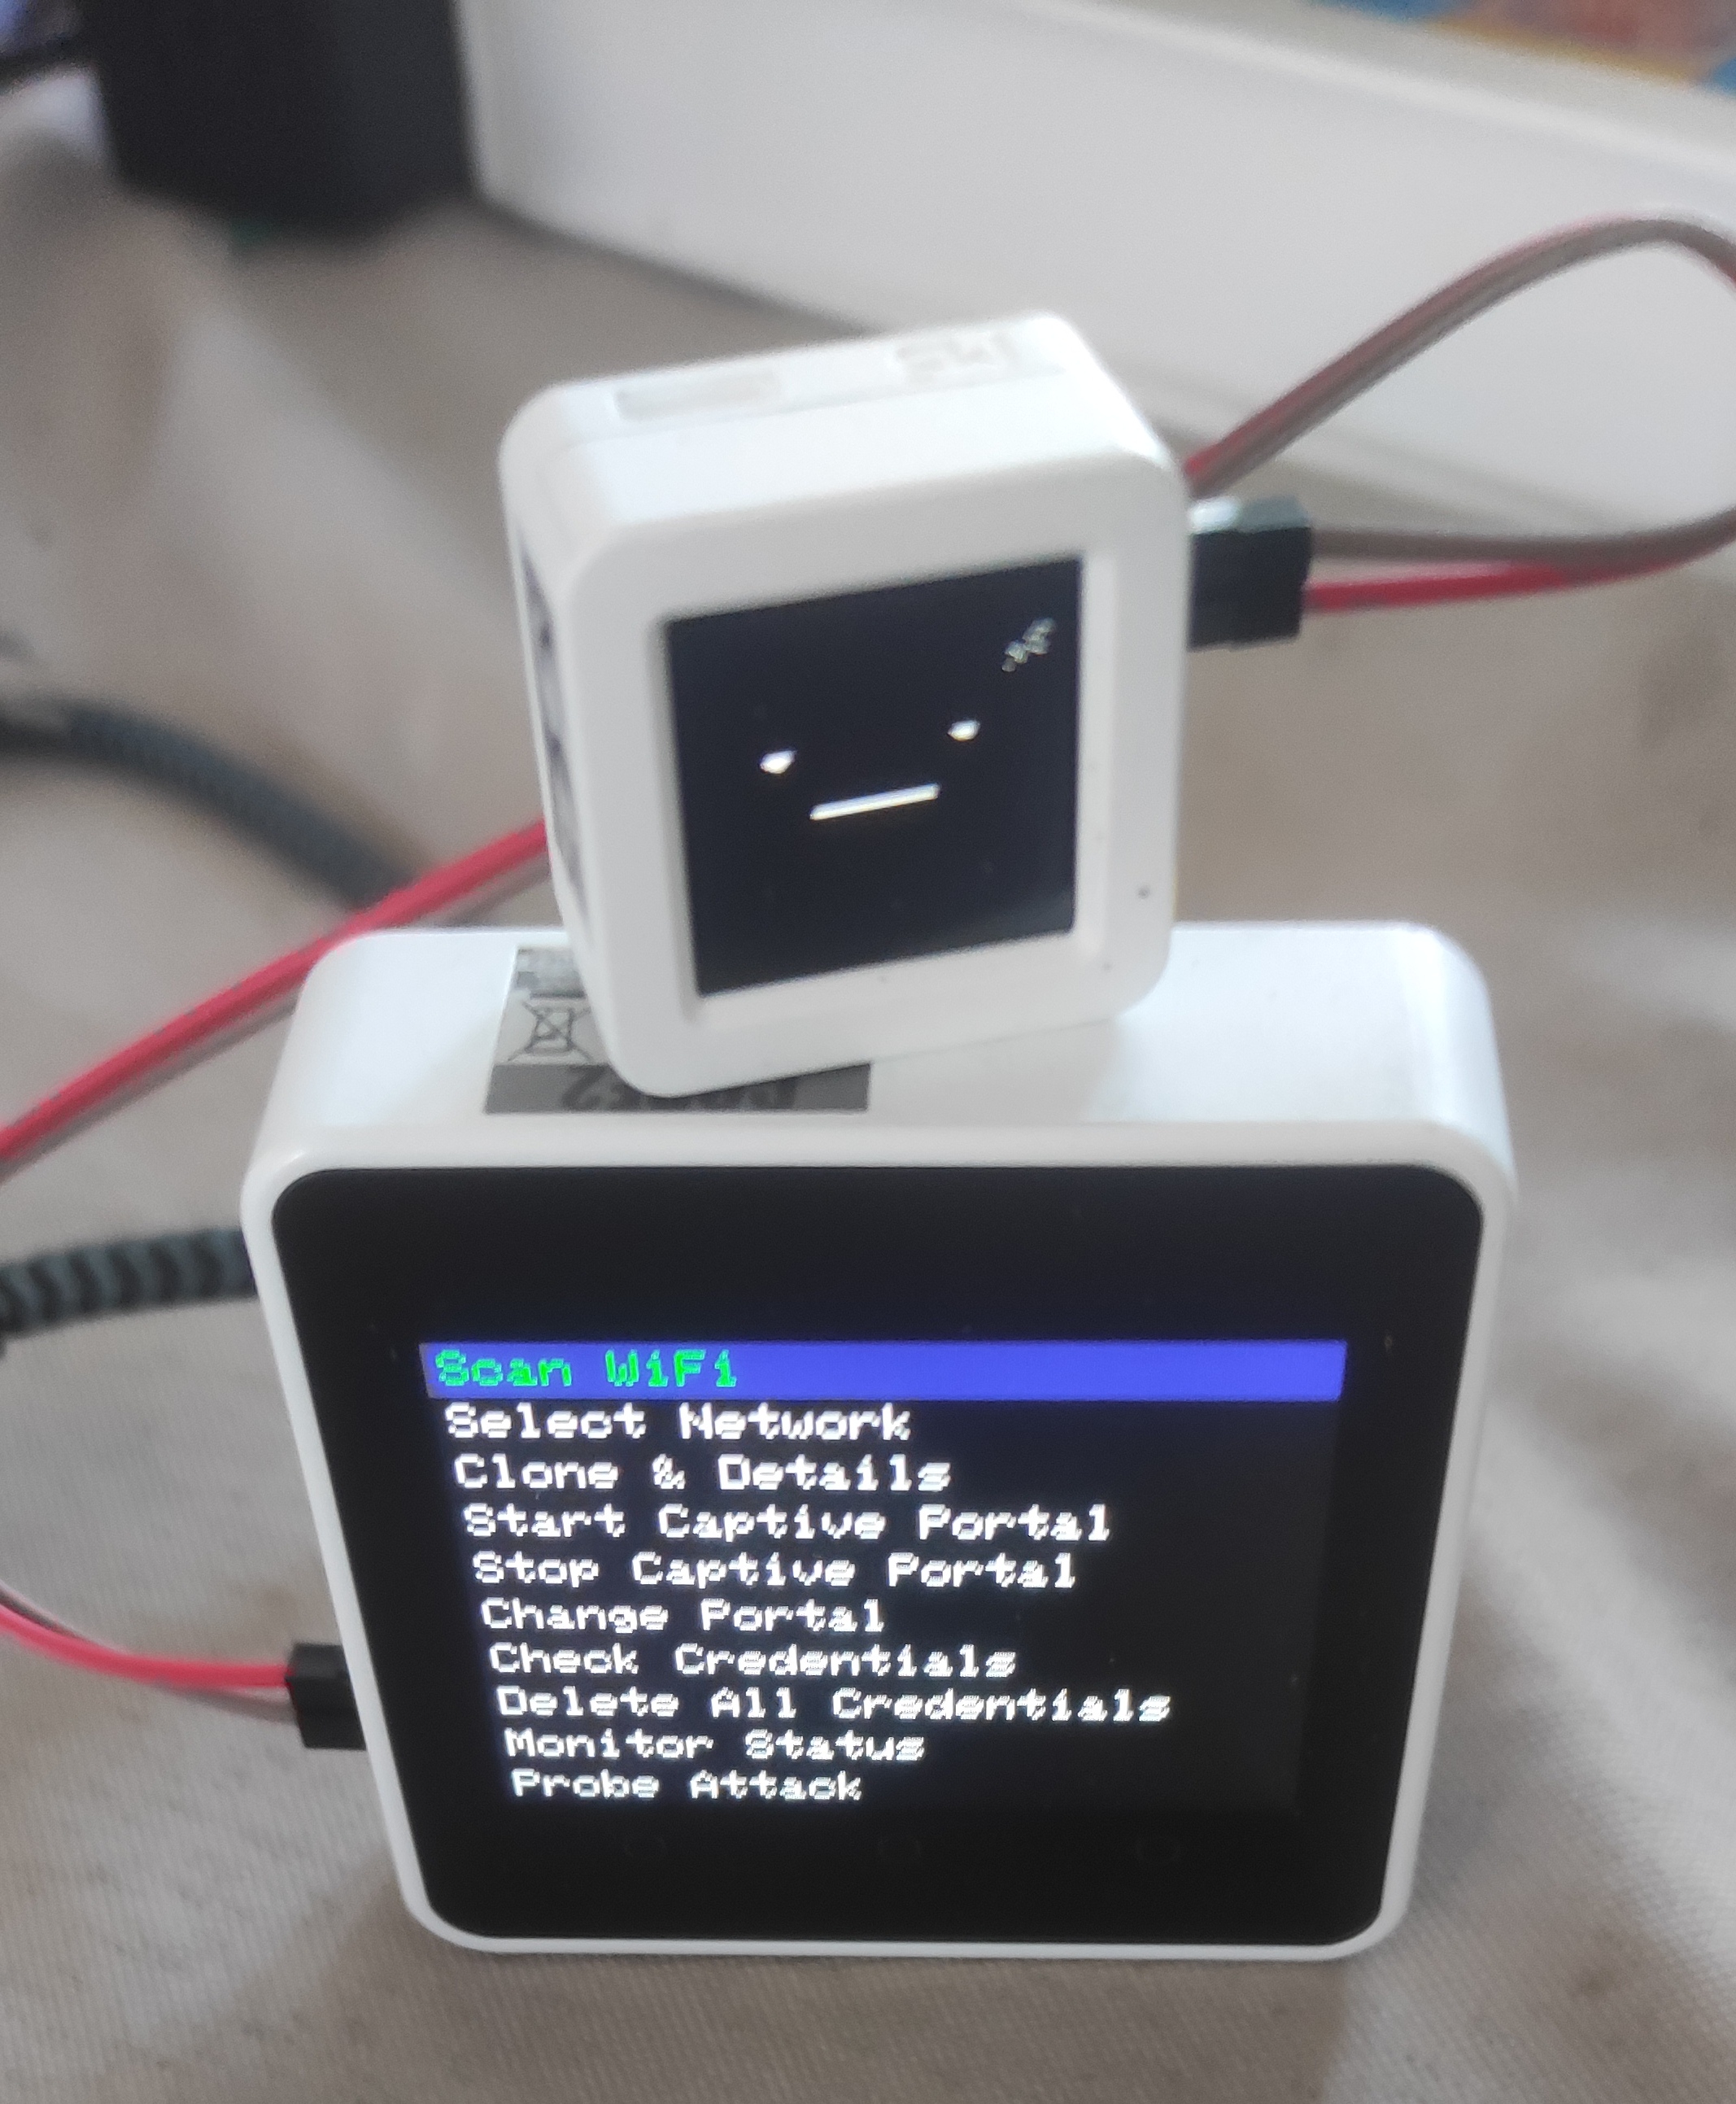 Scan WiFi
Select Network
Clone & Details
Start Captive Portal
Stop Captive Portal
Change Portal
Check Credentials
Delete All Credentials
Monitor Status
Probe Attack